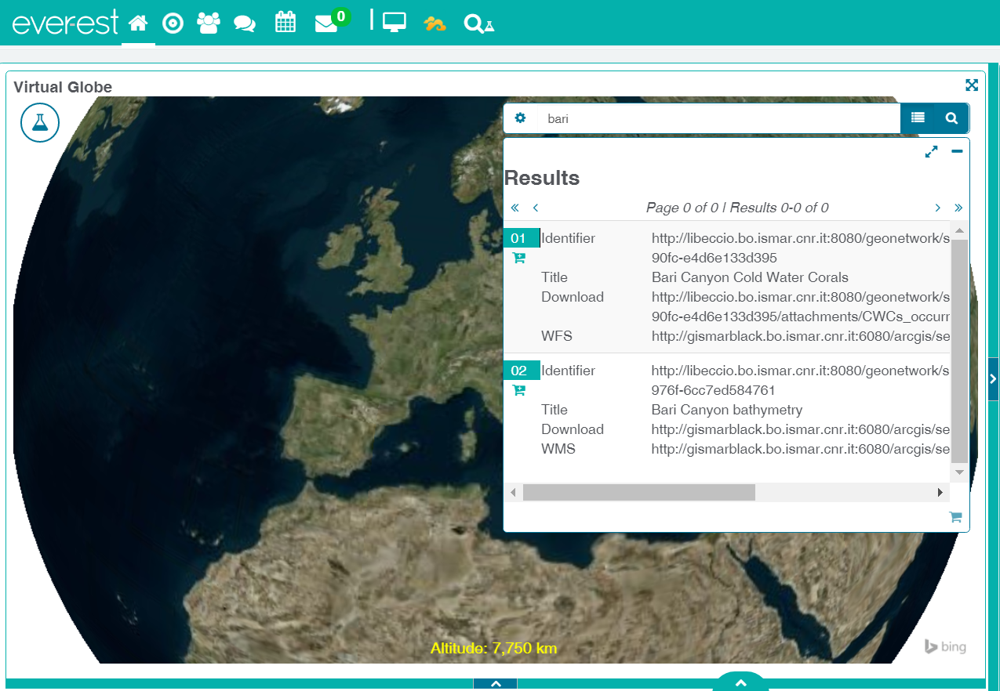 ever-est
0
Virtual Globe
bari
Results
Page 0 of 0 | Results 0-0 of 0
01 Identifier http://libeccio.bo.ismar.cnr.it:8080/geonetwork/s
90fc-e4d6e133d395
Title Bari Canyon Cold Water Corals
Download http://libeccio.bo.ismar.cnr.it:8080/geonetwork/s
90fc-e4d6e133d395/attachments/CWCs_occurr
WFS http://gismarblack.bo.ismar.cnr.it:6080/arcgis/se
02 Identifier http://libeccio.bo.ismar.cnr.it:8080/geonetwork/s
976f-6cc7ed584761
Title Bari Canyon bathymetry
Download http://gismarblack.bo.ismar.cnr.it:6080/arcgis/se
WMS http://gismarblack.bo.ismar.cnr.it:6080/arcgis/se
Altitude: 7,750 km
bing